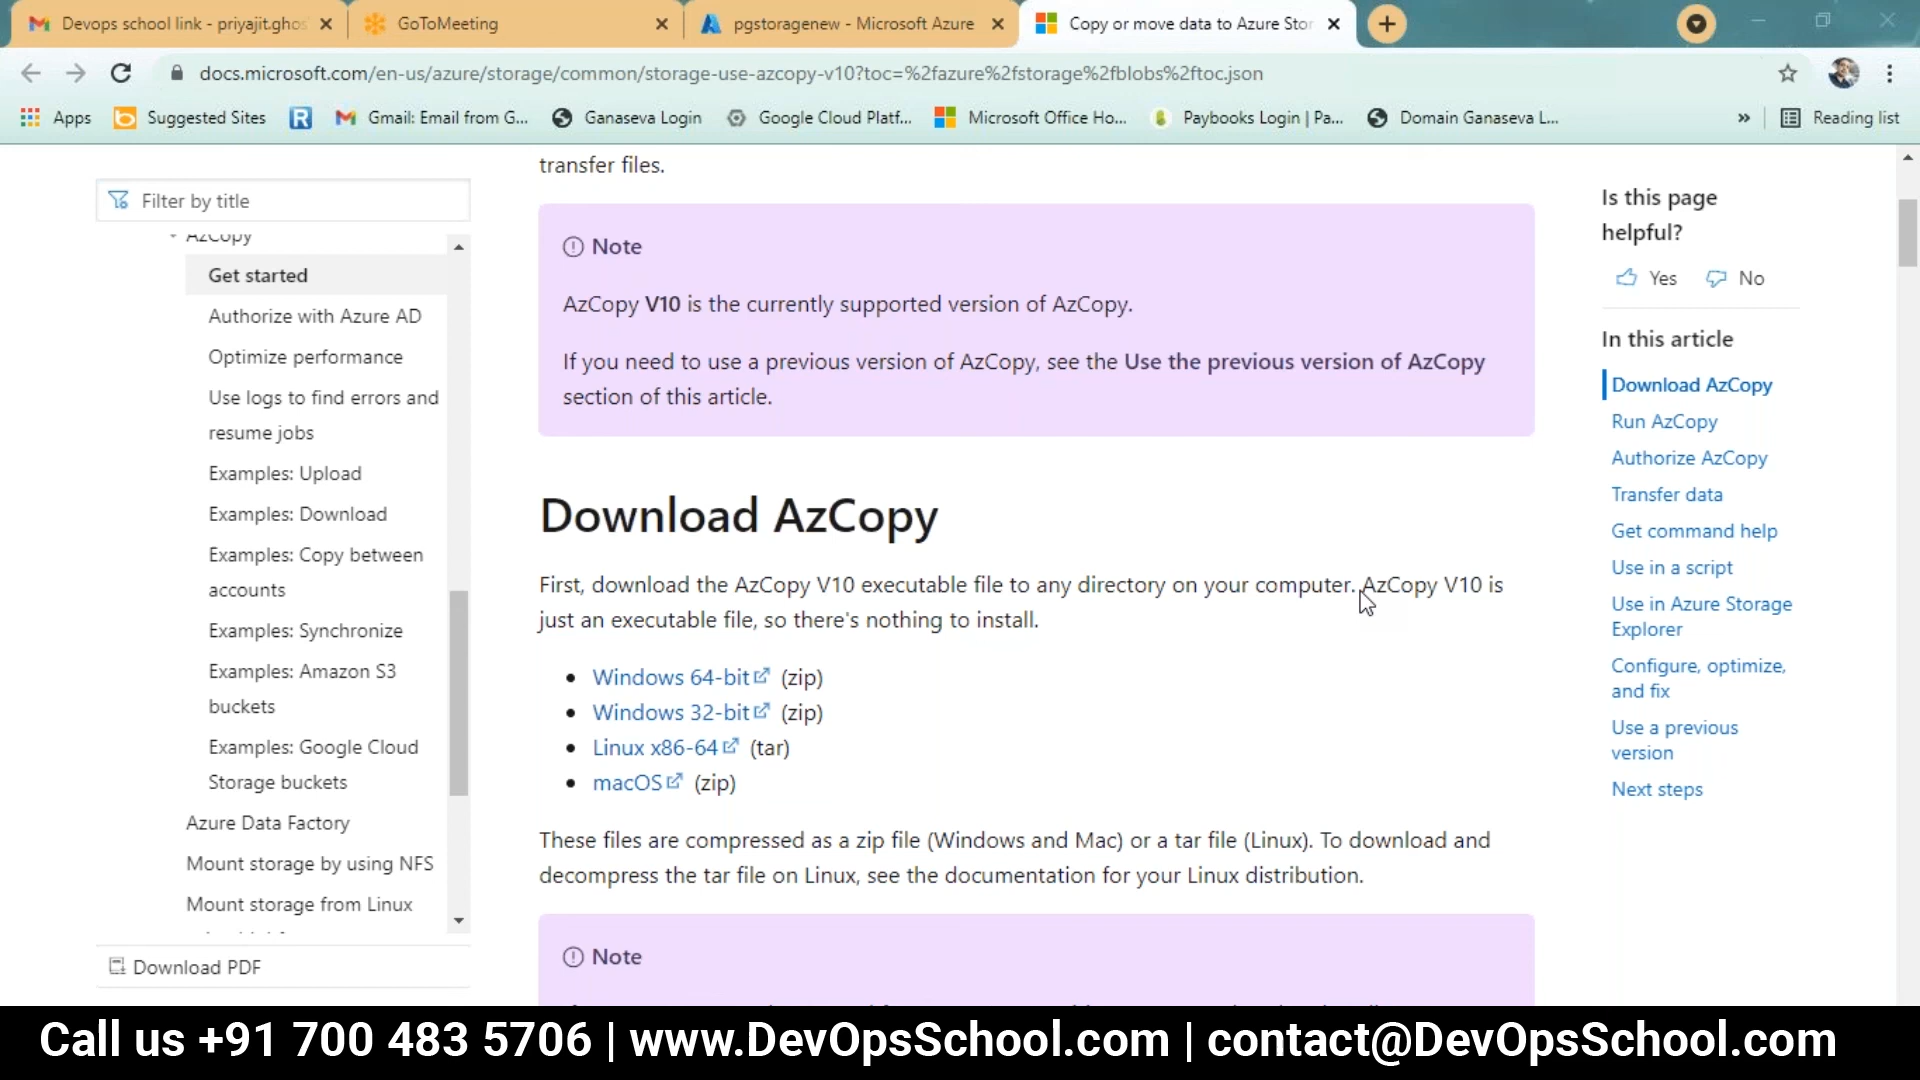 Devops school link - priyajit.ghos
GoToMeeting
pgstoragenew - Microsoft Azure
Copy or move data to Azure Stor
docs.microsoft.com/en-us/azure/storage/common/storage-use-azcopy-v10?toc=%2fazure%2fstorage%2fblobs%2ftoc.json
Apps
Suggested Sites
Gmail: Email from G...
Ganaseva Login
Google Cloud Platf...
Microsoft Office Ho...
Paybooks Login | Pa...
Domain Ganaseva L...
»
Reading list
Filter by title
AzCopy
Get started
Authorize with Azure AD
Optimize performance
Use logs to find errors and
resume jobs
Examples: Upload
Examples: Download
Examples: Copy between
accounts
Examples: Synchronize
Examples: Amazon S3
buckets
Examples: Google Cloud
Storage buckets
Azure Data Factory
Mount storage by using NFS
Mount storage from Linux
Download PDF
transfer files.
Note
AzCopy V10 is the currently supported version of AzCopy.
If you need to use a previous version of AzCopy, see the Use the previous version of AzCopy
section of this article.
Download AzCopy
First, download the AzCopy V10 executable file to any directory on your computer. AzCopy V10 is
just an executable file, so there's nothing to install.
• Windows 64-bit (zip)
• Windows 32-bit (zip)
• Linux x86-64 (tar)
• macOS (zip)
These files are compressed as a zip file (Windows and Mac) or a tar file (Linux). To download and
decompress the tar file on Linux, see the documentation for your Linux distribution.
Note
Is this page
helpful?
Yes
No
In this article
Download AzCopy
Run AzCopy
Authorize AzCopy
Transfer data
Get command help
Use in a script
Use in Azure Storage
Explorer
Configure, optimize,
and fix
Use a previous
version
Next steps
Call us +91 700 483 5706 | www.DevOpsSchool.com | contact@DevOpsSchool.com